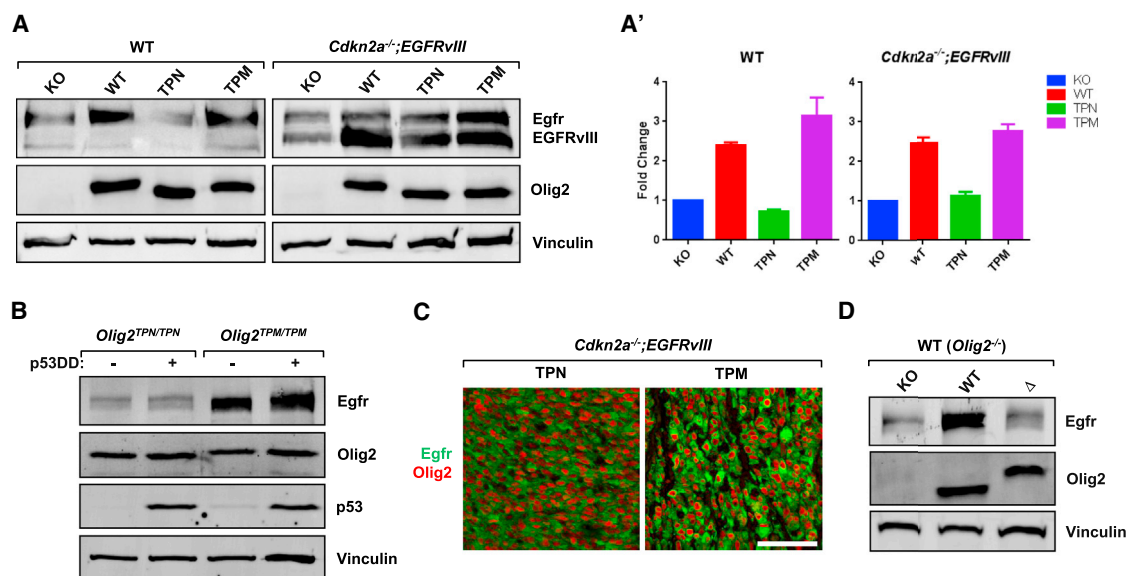 A
WT
Cdkn2a-/-;EGFRvIII
KO
WT
TPN
TPM
KO
WT
TPN
TPM
Egfr
EGFRvIII
Olig2
Vinculin
A'
WT
Cdkn2a-/-;EGFRvIII
Fold Change
4
3
2
1
0
KO
WT
TPN
TPM
4
3
2
1
0
KO
wT
TPN
TPM
KO
WT
TPN
TPM
B
Olig2TPN/TPN
Olig2TPM/TPM
p53DD: - + - +
Egfr
Olig2
p53
Vinculin
C
Cdkn2a-/-;EGFRvIII
TPN
TPM
Egfr
Olig2
D
WT (Olig2-/-)
KO
WT
Δ
Egfr
Olig2
Vinculin